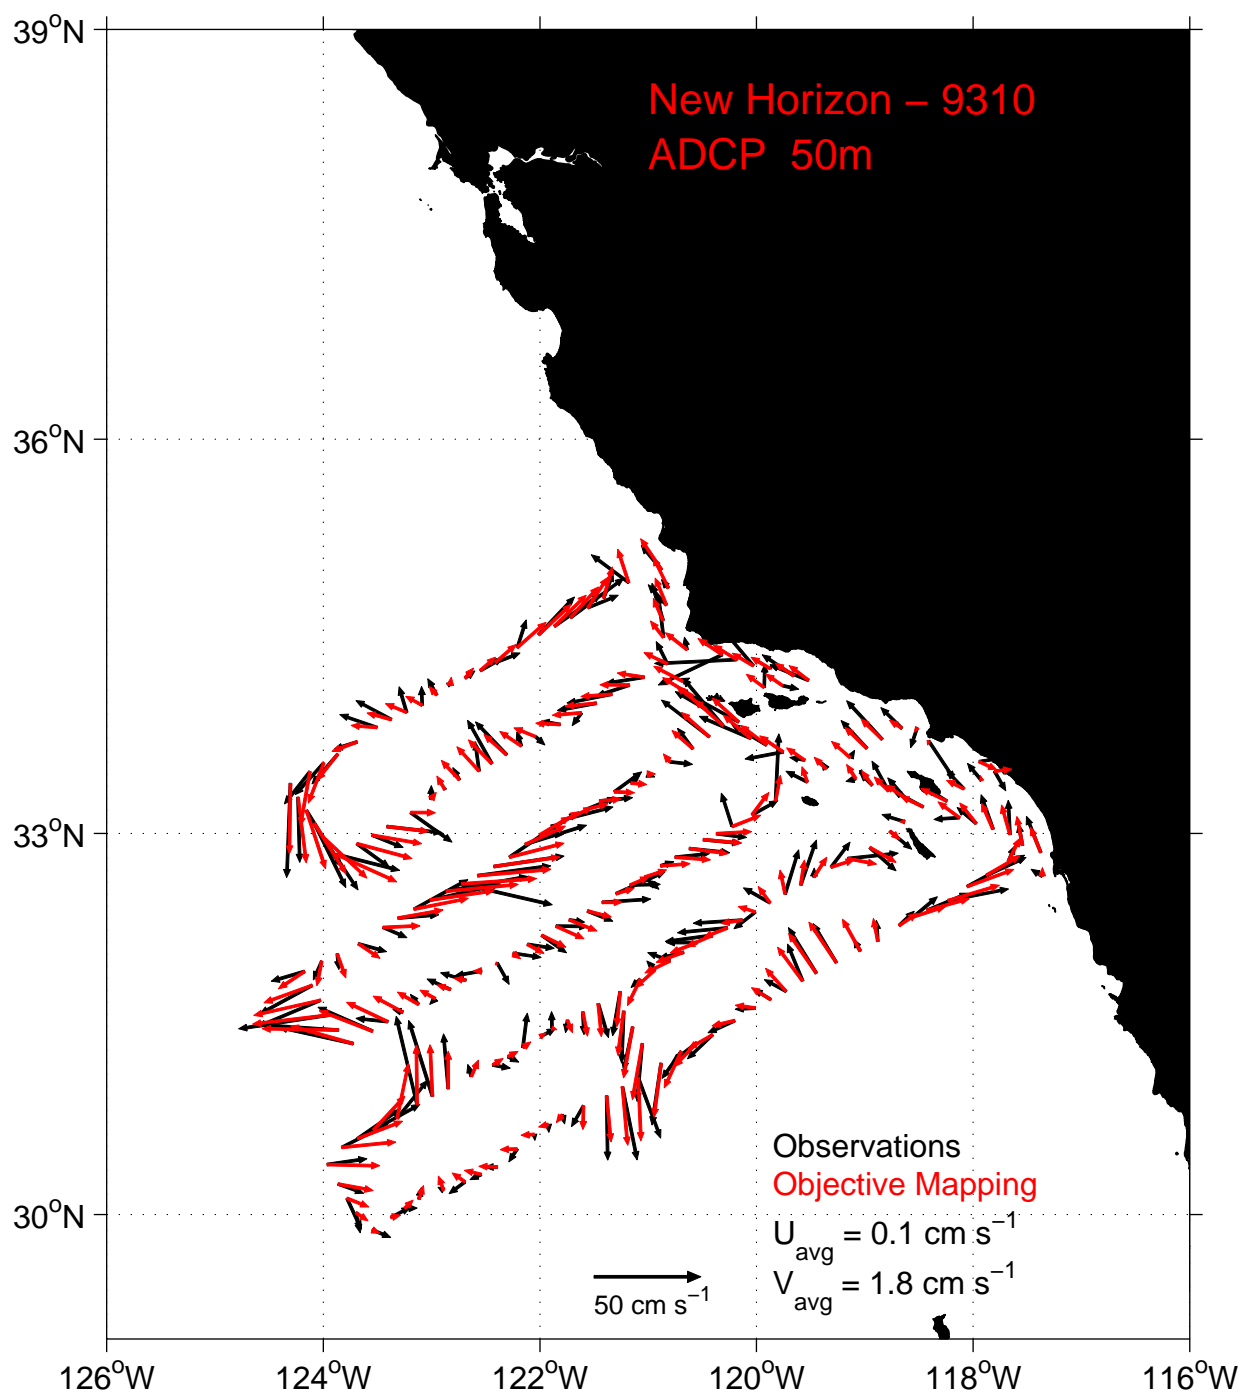 39°N
New Horizon – 9310
ADCP 50m
36°N
33°N
Observations
Objective Mapping
30°N
U_avg = 0.1 cm s⁻¹
V_avg = 1.8 cm s⁻¹
50 cm s⁻¹
126°W 124°W 122°W 120°W 118°W 116°W